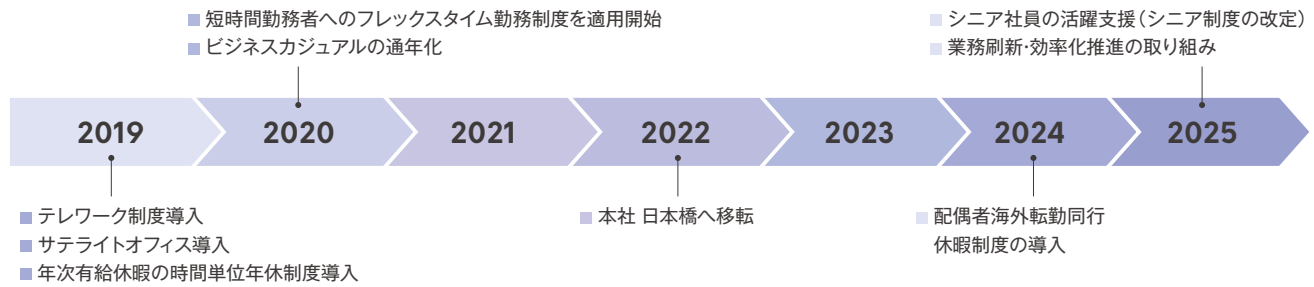 短時間勤務者へのフレックスタイム勤務制度を適用開始
ビジネスカジュアルの通年化
シニア社員の活躍支援（シニア制度の改定）
業務刷新・効率化推進の取り組み
2019
2020
2021
2022
2023
2024
2025
テレワーク制度導入
サテライトオフィス導入
年次有給休暇の時間単位年休制度導入
本社 日本橋へ移転
配偶者海外転勤同行
休暇制度の導入